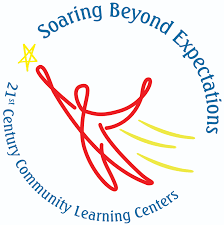 Soaring Beyond Expectations
21st Century Community Learning Centers